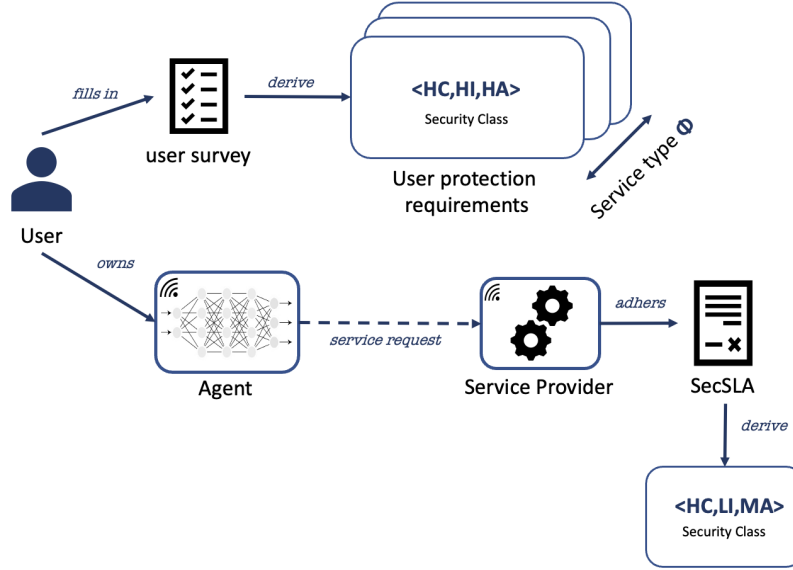 fills in
derive
<HC,HI,HA>
Security Class
user survey
User protection
requirements
Service type Φ
User
owns
Agent
service request
Service Provider
adhers
SecSLA
derive
<HC,LI,MA>
Security Class